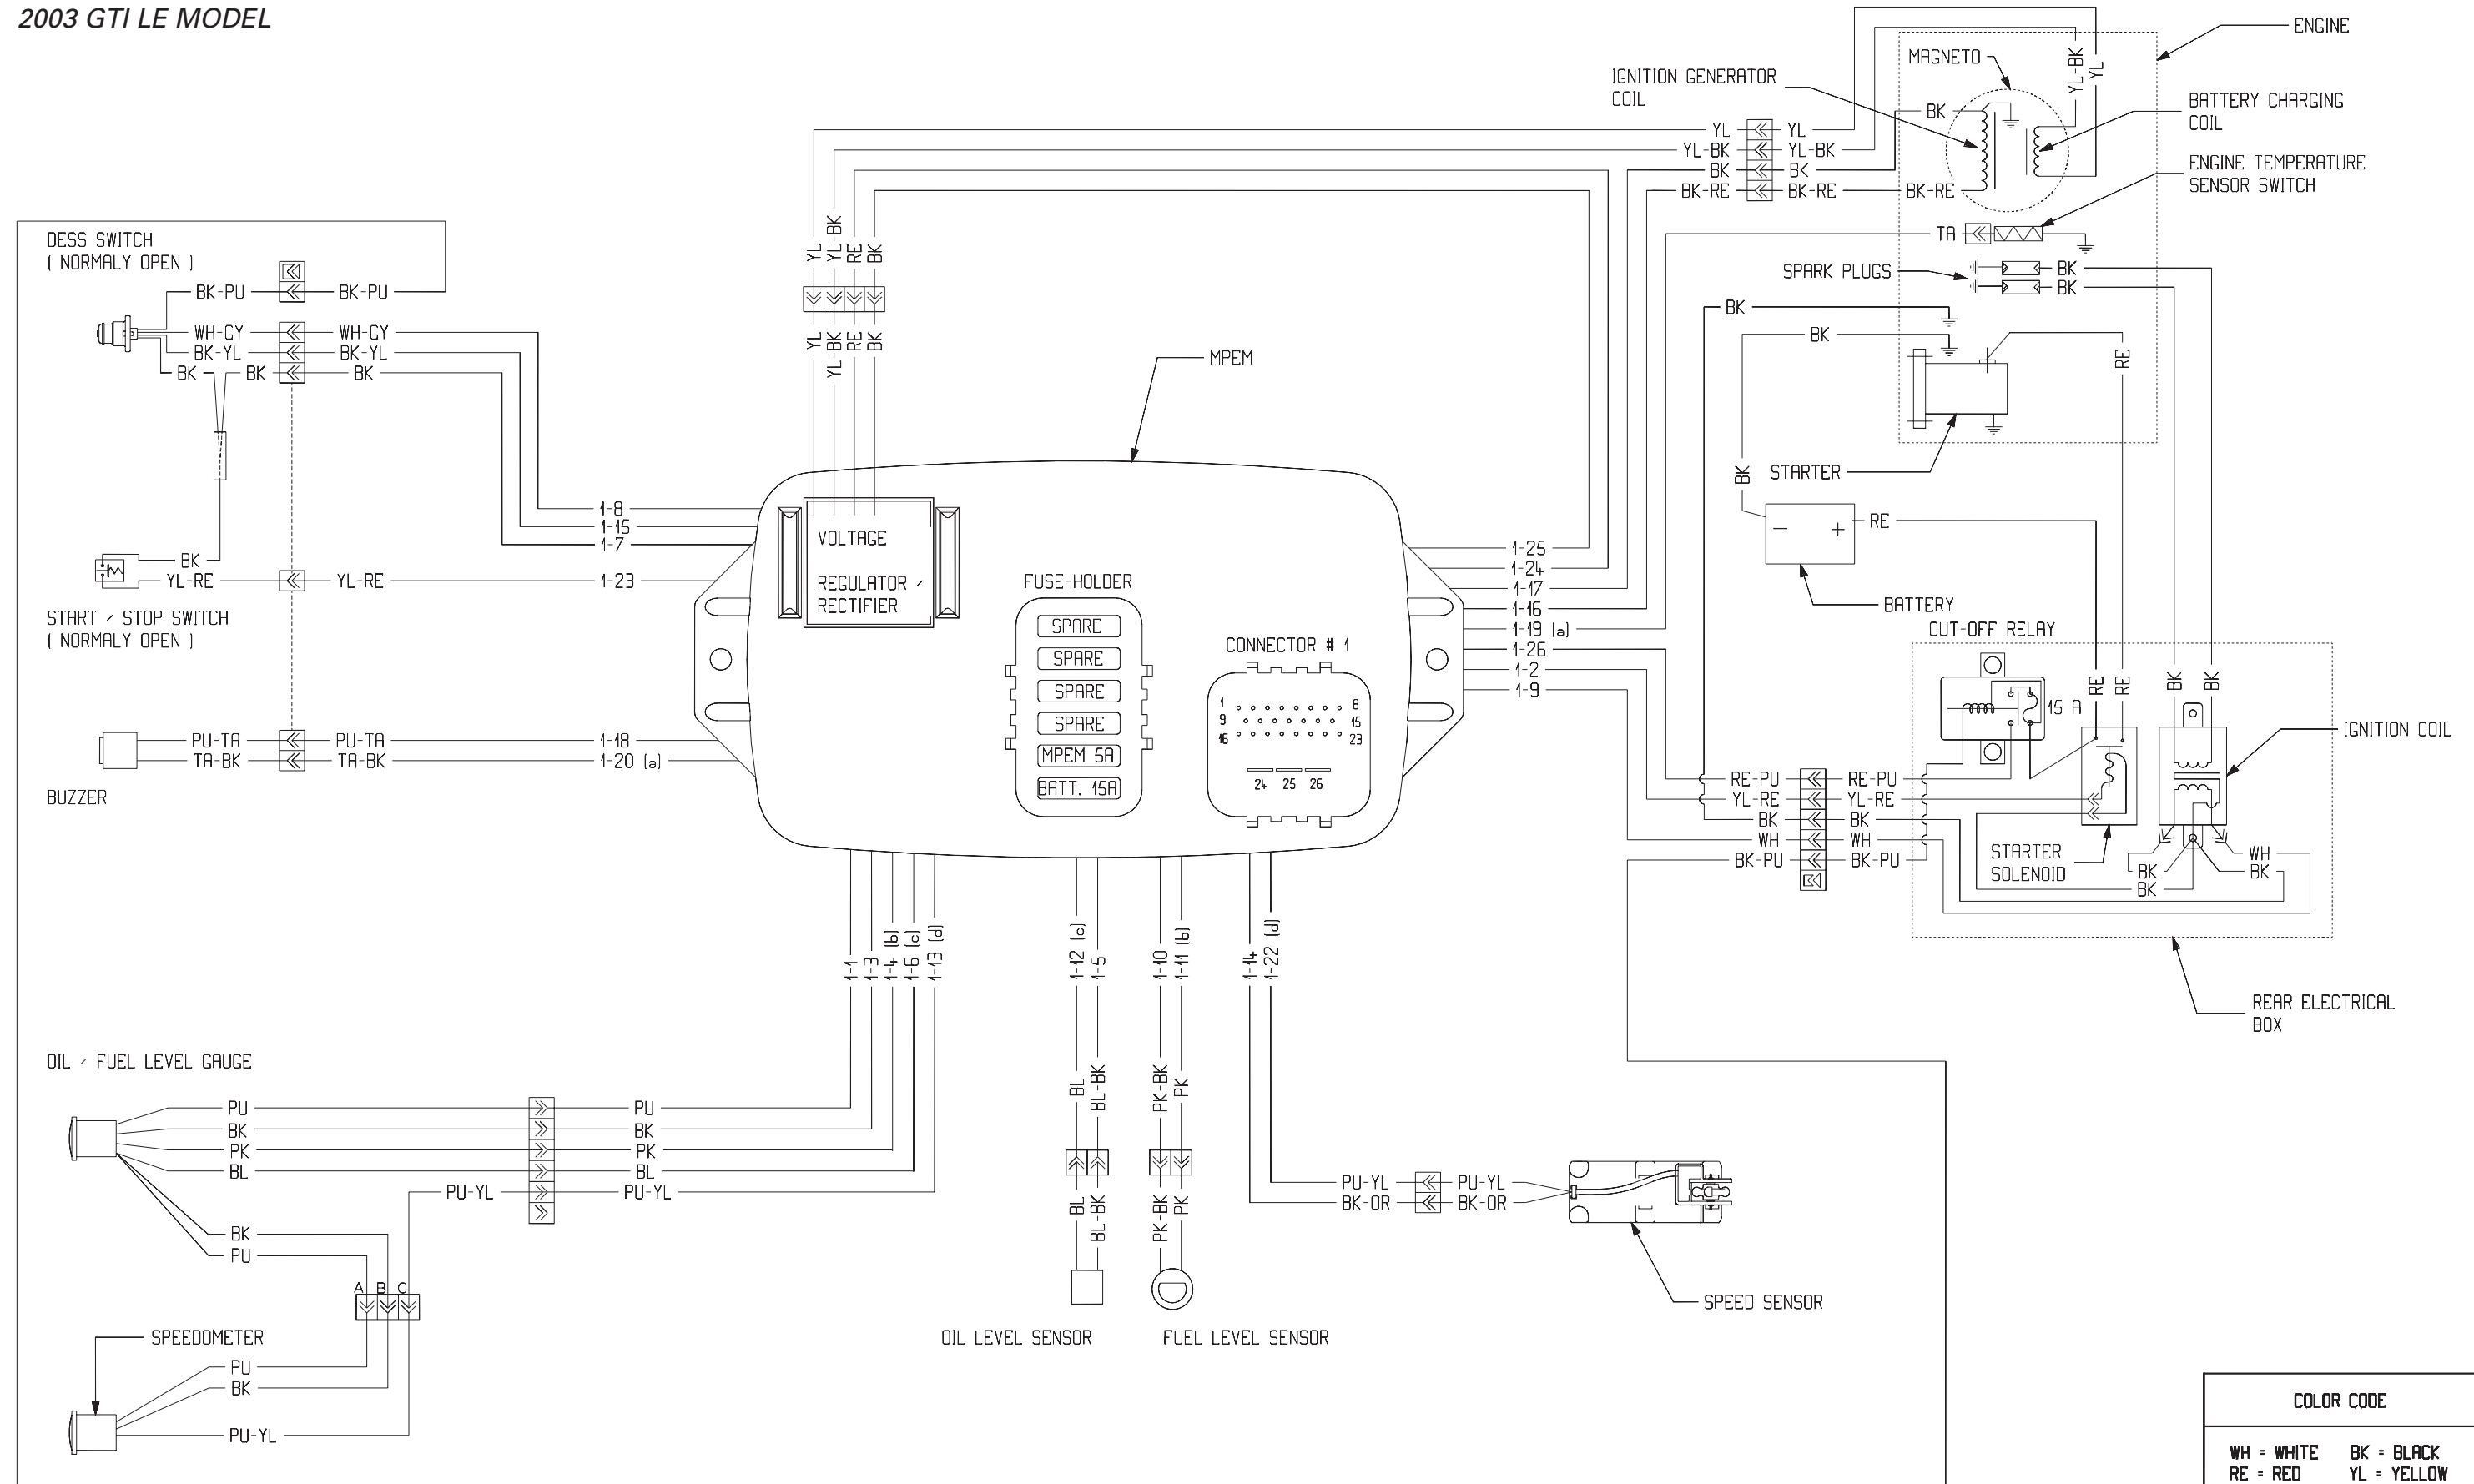 2003 GTI LE MODEL
ENGINE
MAGNETO
IGNITION GENERATOR
COIL
YL-BK
YL
BATTERY CHARGING
COIL
BK
YL
YL
YL-BK
YL-BK
BK
BK
BK-RE
BK-RE
BK-RE
ENGINE TEMPERATURE
SENSOR SWITCH
TA
SPARK PLUGS
BK
BK
BK
BK
RE
BK
STARTER
YL
YL-BK
RE
BK
YL
YL-BK
RE
BK
DESS SWITCH
( NORMALY OPEN )
BK-PU
BK-PU
WH-GY
WH-GY
BK-YL
BK-YL
BK
BK
BK
MPEM
1-8
1-15
1-7
BK
YL-RE
YL-RE
1-23
START / STOP SWITCH
( NORMALY OPEN )
PU-TA
PU-TA
1-18
TA-BK
TA-BK
1-20 (a)
BUZZER
VOLTAGE
REGULATOR /
RECTIFIER
FUSE-HOLDER
SPARE
SPARE
SPARE
SPARE
MPEM 5A
BATT. 15A
CONNECTOR # 1
1
8
9
15
16
23
24
25
26
1-25
1-24
1-17
1-16
1-19 (a)
1-26
1-2
1-9
-
+
RE
BATTERY
CUT-OFF RELAY
15 A
RE
RE
BK
BK
IGNITION COIL
RE-PU
RE-PU
YL-RE
YL-RE
BK
BK
WH
WH
BK-PU
BK-PU
STARTER
SOLENOID
WH
BK
BK
BK
REAR ELECTRICAL
BOX
1-1
1-3
1-4 (b)
1-6 (c)
1-13 (d)
1-12 (c)
1-5
1-10
1-11 (b)
1-14
1-22 (d)
BL
BL-BK
PK-BK
PK
BL
BL-BK
PK-BK
PK
OIL LEVEL SENSOR
FUEL LEVEL SENSOR
PU-YL
PU-YL
BK-OR
BK-OR
SPEED SENSOR
OIL / FUEL LEVEL GAUGE
PU
PU
BK
BK
PK
PK
BL
BL
PU-YL
PU-YL
BK
PU
A
B
C
SPEEDOMETER
PU
BK
PU-YL
COLOR CODE
WH = WHITE BK = BLACK
RE = RED YL = YELLOW